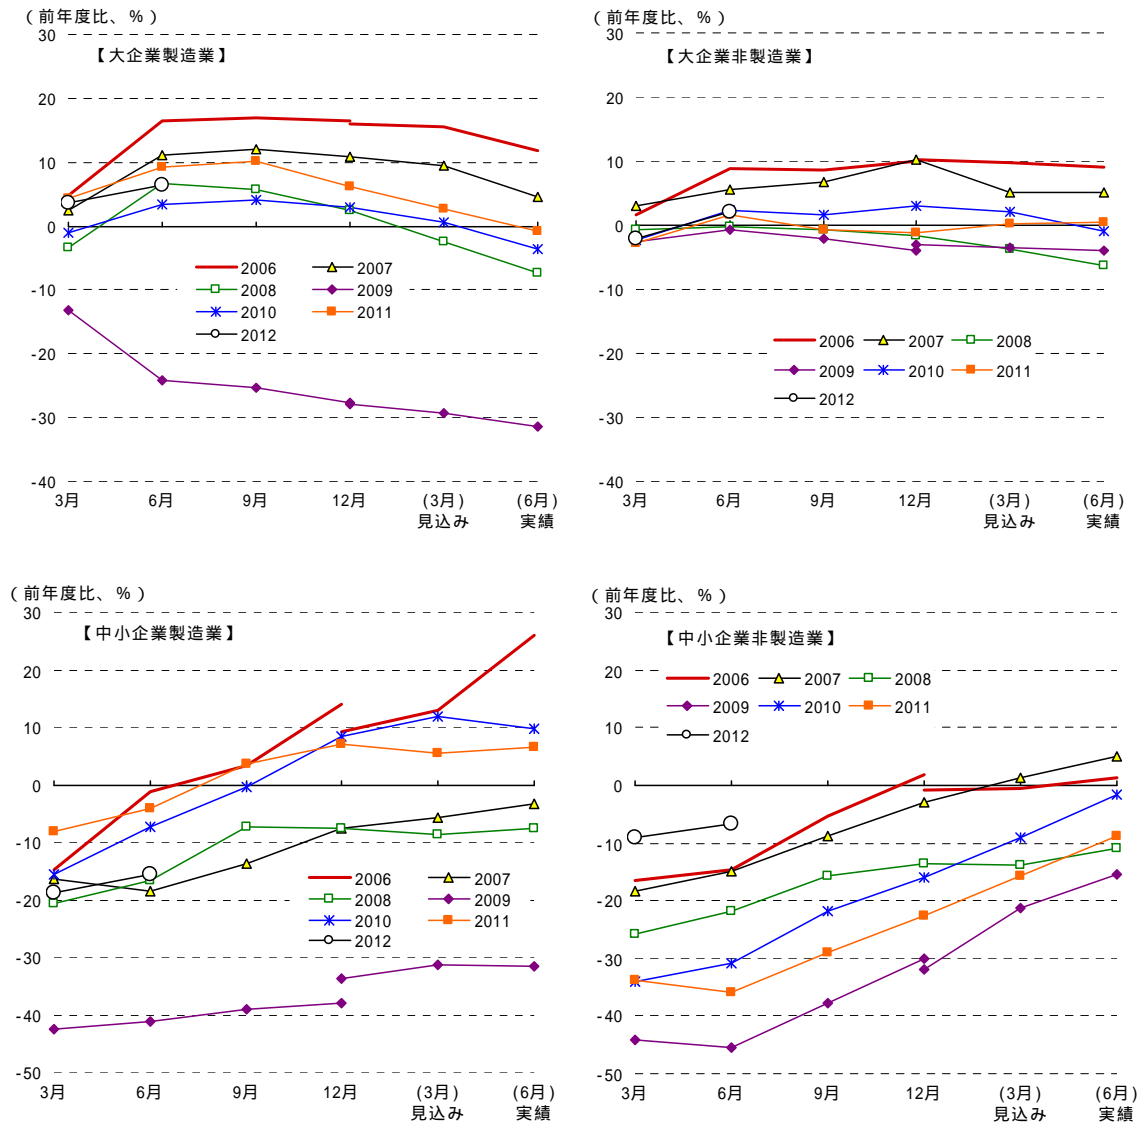 (前年度比、%)
【大企業製造業】
30
20
10
0
-10
-20
-30
-40
2006
2007
2008
2009
2010
2011
2012
3月
6月
9月
12月
(3月)
見込み
(6月)
実績
(前年度比、%)
【大企業非製造業】
30
20
10
0
-10
-20
-30
-40
2006
2007
2008
2009
2010
2011
2012
3月
6月
9月
12月
(3月)
見込み
(6月)
実績
(前年度比、%)
【中小企業製造業】
30
20
10
0
-10
-20
-30
-40
-50
2006
2007
2008
2009
2010
2011
2012
3月
6月
9月
12月
(3月)
見込み
(6月)
実績
(前年度比、%)
【中小企業非製造業】
30
20
10
0
-10
-20
-30
-40
-50
2006
2007
2008
2009
2010
2011
2012
3月
6月
9月
12月
(3月)
見込み
(6月)
実績